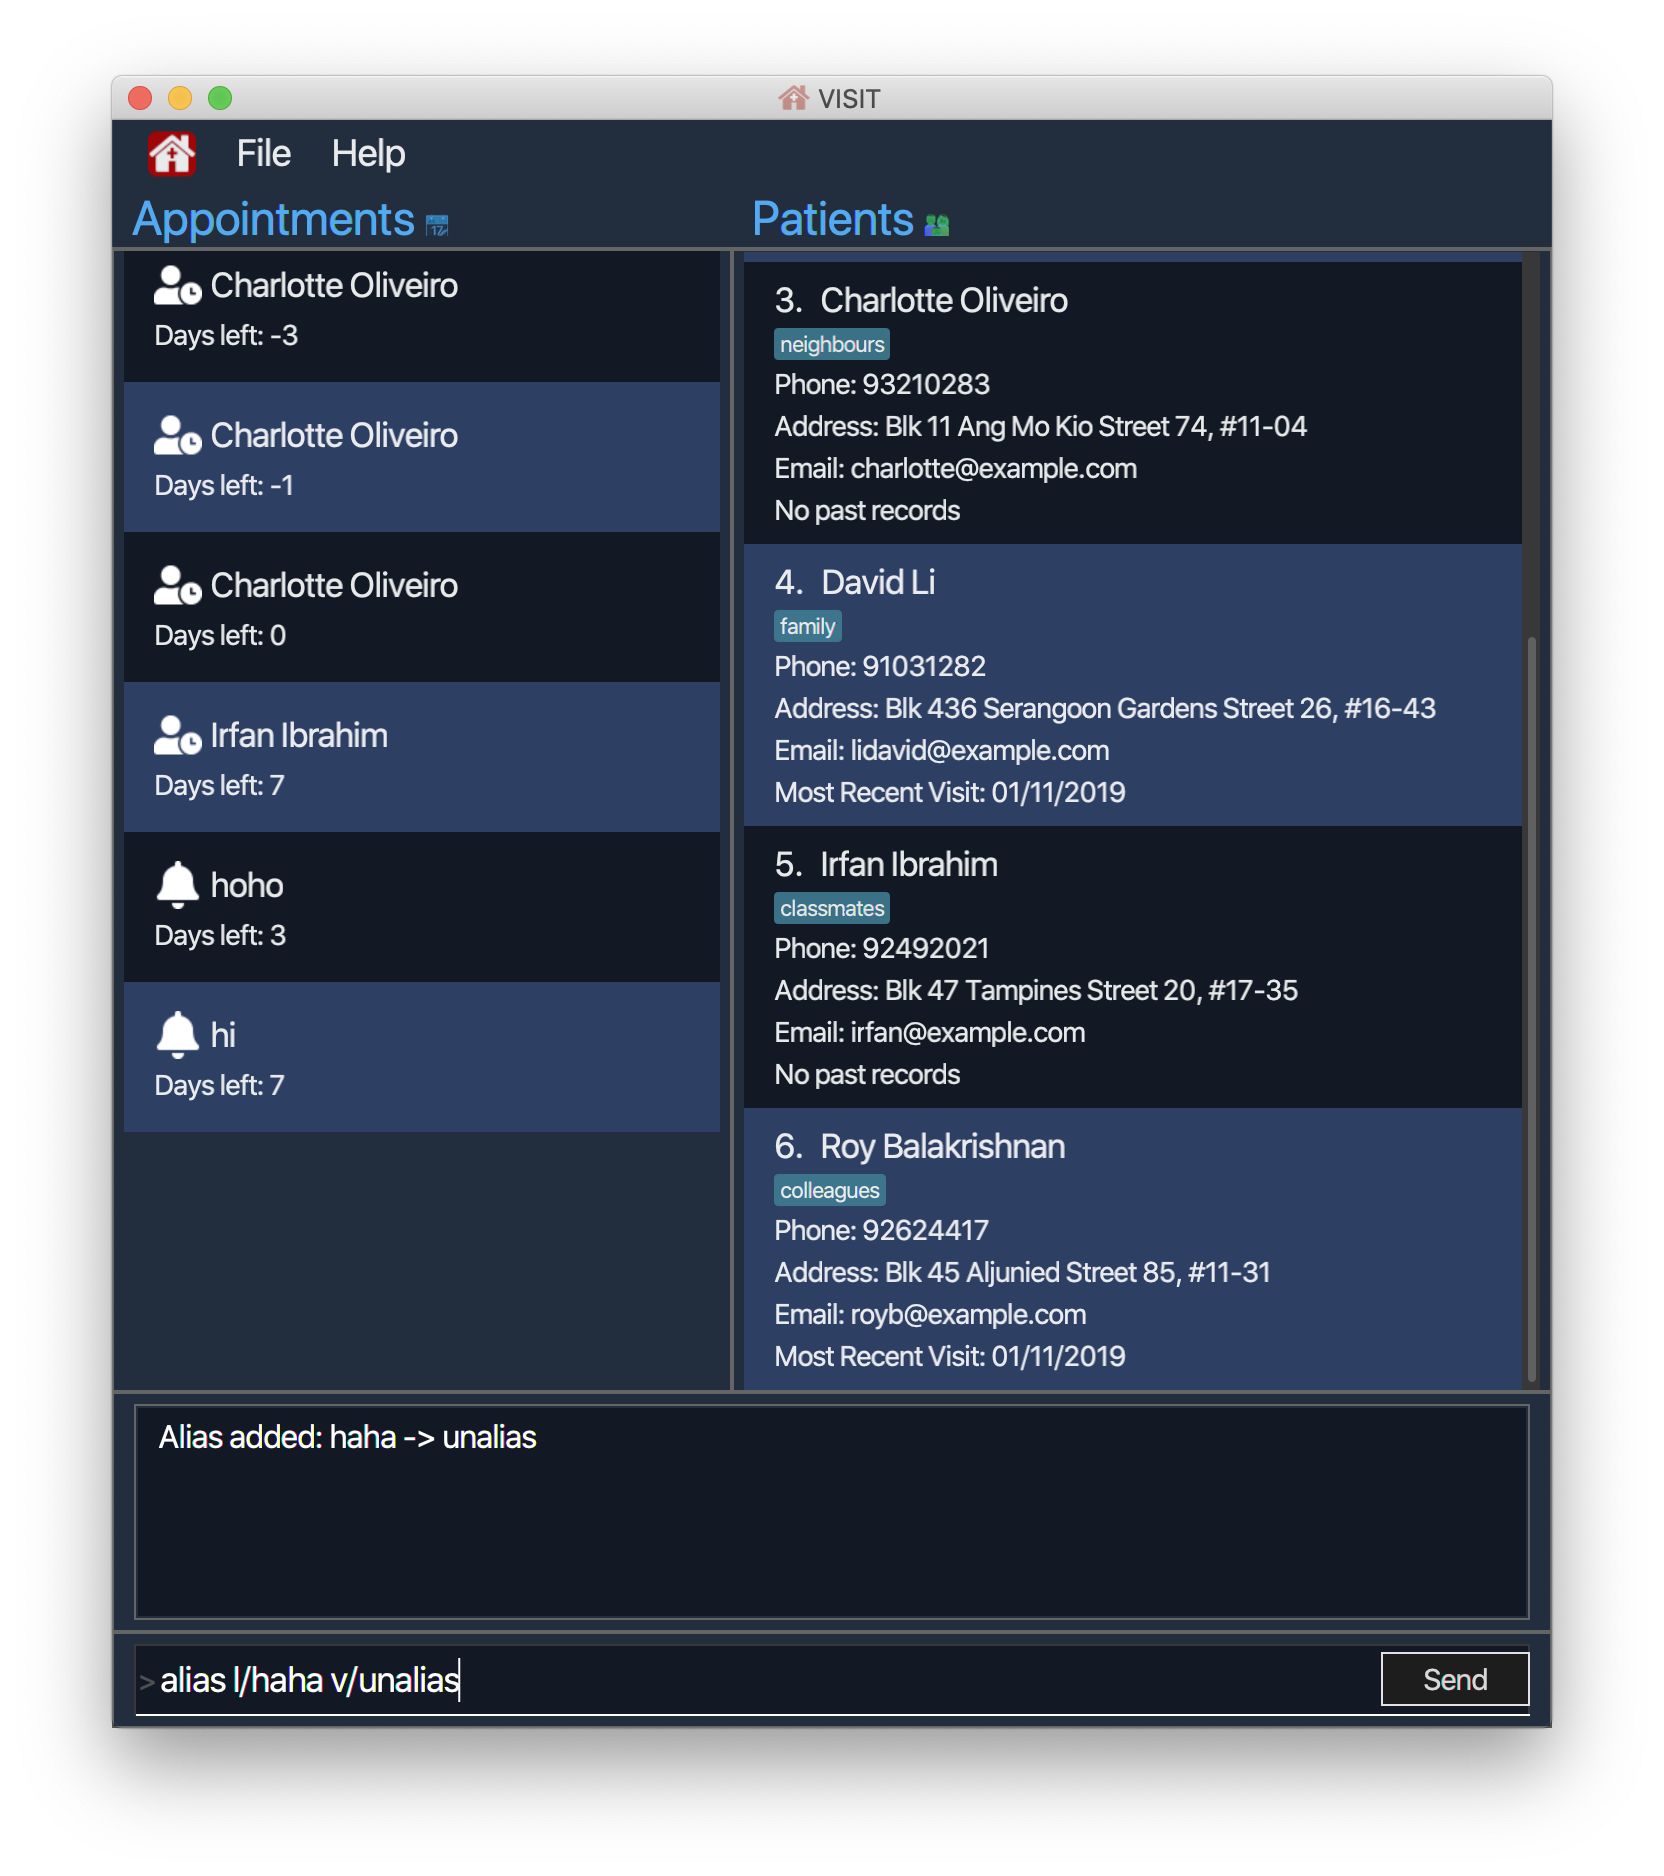 VISIT
File Help
Appointments
Charlotte Oliveiro
Days left: -3
Charlotte Oliveiro
Days left: -1
Charlotte Oliveiro
Days left: 0
Irfan Ibrahim
Days left: 7
hoho
Days left: 3
hi
Days left: 7
Patients
3. Charlotte Oliveiro
neighbours
Phone: 93210283
Address: Blk 11 Ang Mo Kio Street 74, #11-04
Email: charlotte@example.com
No past records
4. David Li
family
Phone: 91031282
Address: Blk 436 Serangoon Gardens Street 26, #16-43
Email: lidavid@example.com
Most Recent Visit: 01/11/2019
5. Irfan Ibrahim
classmates
Phone: 92492021
Address: Blk 47 Tampines Street 20, #17-35
Email: irfan@example.com
No past records
6. Roy Balakrishnan
colleagues
Phone: 92624417
Address: Blk 45 Aljunied Street 85, #11-31
Email: royb@example.com
Most Recent Visit: 01/11/2019
Alias added: haha -> unalias
> alias l/haha v/unalias
Send